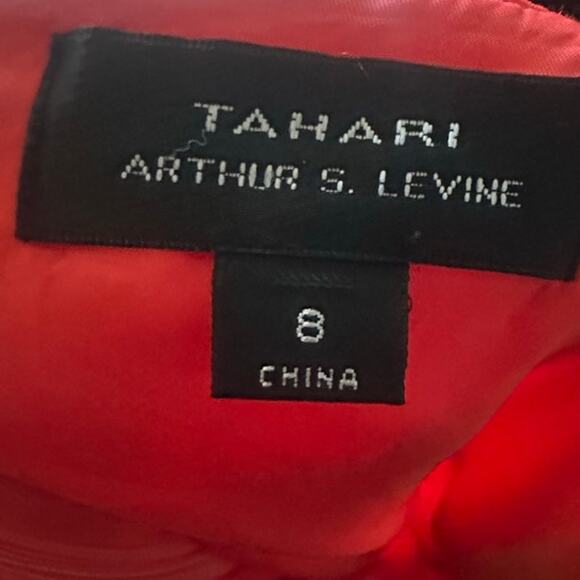 TAHARI
ARTHUR S. LEVINE
8
CHINA